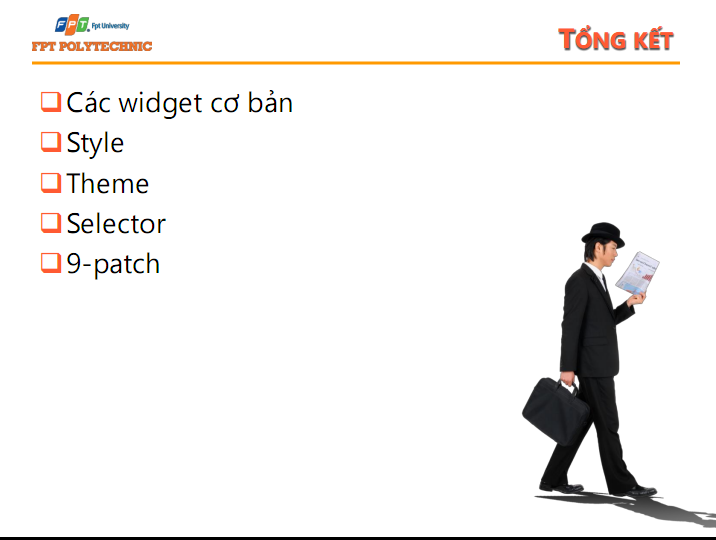 FPT. Fpt University
FPT POLYTECHNIC
TỔNG KẾT
Các widget cơ bản
Style
Theme
Selector
9-patch